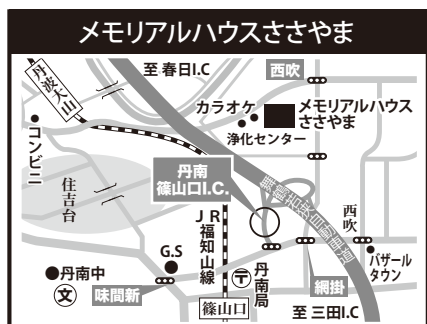 メモリアルハウスささやま
丹波大山
至 春日I.C
西吹
カラオケ
メモリアルハウス
ささやま
浄化センター
コンビニ
住吉台
丹南
篠山口I.C.
舞鶴若狭自動車道
西吹
JR福知山線
G.S
バザール
タウン
丹南中
文
味間新
〒
丹南局
網掛
篠山口
至 三田I.C